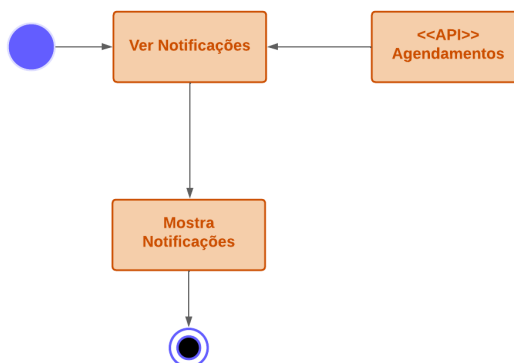 Ver Notificações
<<API>>
Agendamentos
Mostra
Notificações